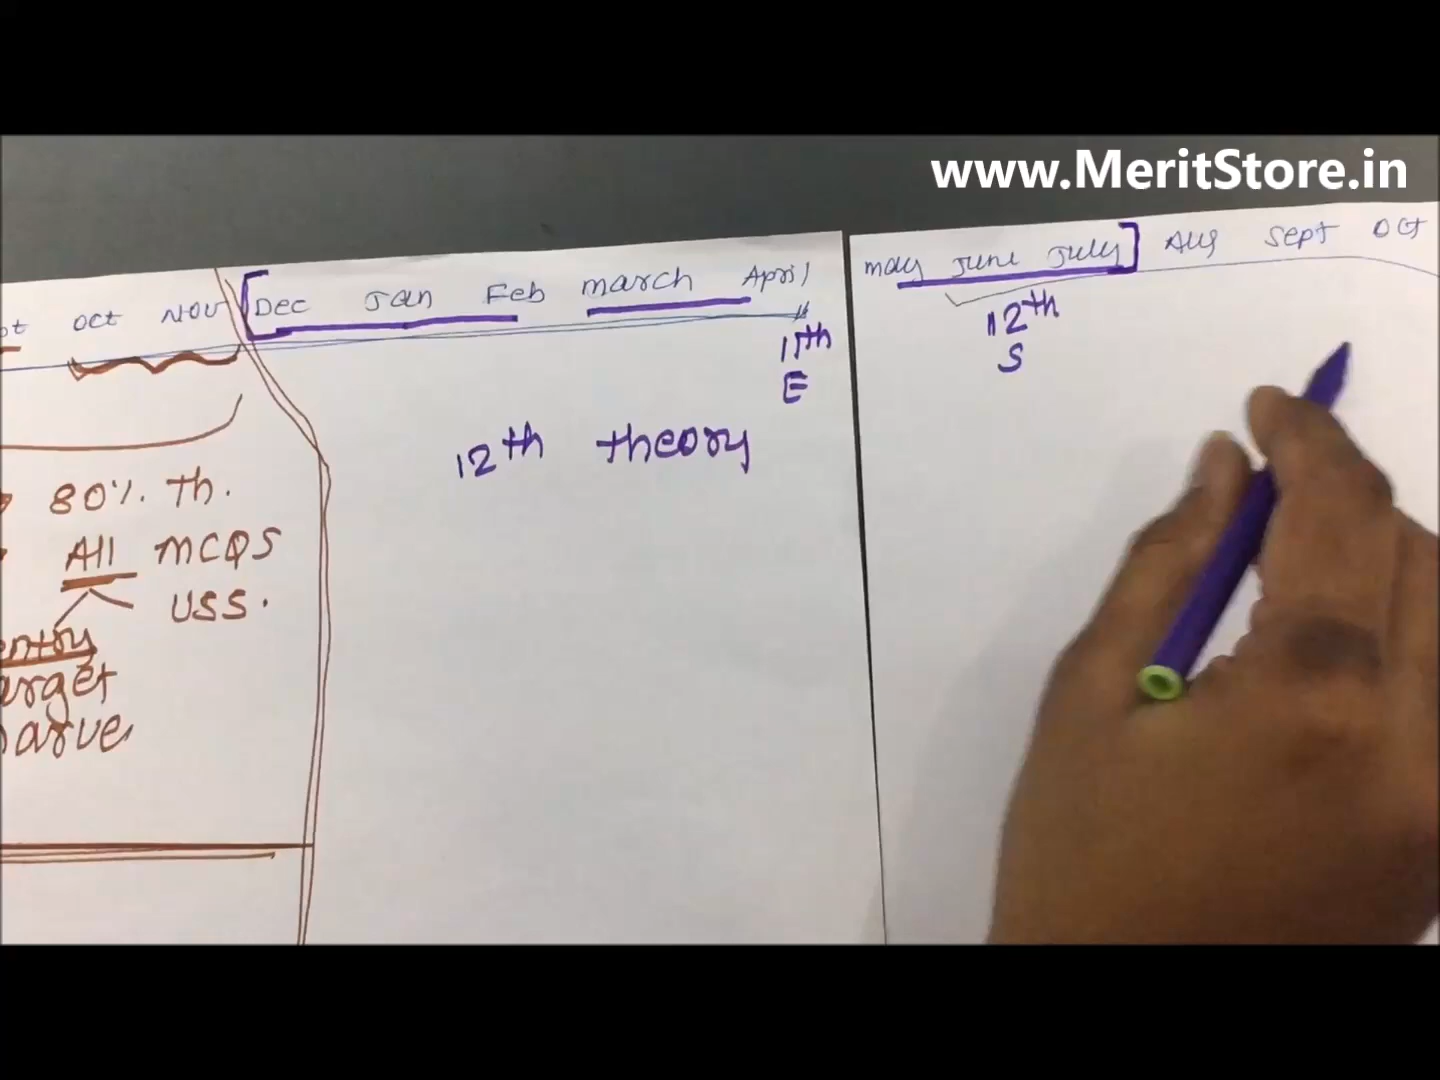 www.MeritStore.in
oct Nov [Dec Jan Feb march April
may June July] Aug Sept Oct
11th
E
12th
S
12th theory
80%. Th.
All MCQS
USS.